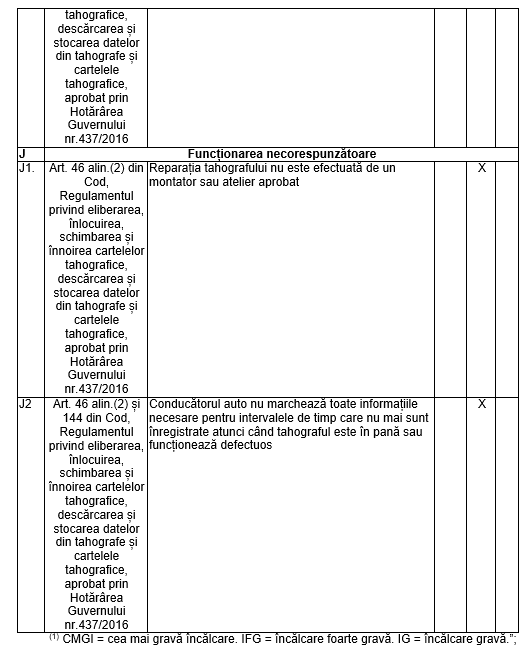 tahografice,
descărcarea și
stocarea datelor
din tahografe și
cartelele
tahografice,
aprobat prin
Hotărârea
Guvernului
nr.437/2016
J Funcționarea necorespunzătoare
J1. Art. 46 alin.(2) din Reparația tahografului nu este efectuată de un X
Cod, montator sau atelier aprobat
Regulamentul
privind eliberarea,
înlocuirea,
schimbarea și
înnoirea cartelelor
tahografice,
descărcarea și
stocarea datelor
din tahografe și
cartelele
tahografice,
aprobat prin
Hotărârea
Guvernului
nr.437/2016
J2 Art. 46 alin.(2) și Conducătorul auto nu marchează toate informațiile X
144 din Cod, necesare pentru intervalele de timp care nu mai sunt
Regulamentul înregistrate atunci când tahograful este în pană sau
privind eliberarea, funcționează defectuos
înlocuirea,
schimbarea și
înnoirea cartelelor
tahografice,
descărcarea și
stocarea datelor
din tahografe și
cartelele
tahografice,
aprobat prin
Hotărârea
Guvernului
nr.437/2016
(1) CMGI = cea mai gravă încălcare. IFG = încălcare foarte gravă. IG = încălcare gravă.”;